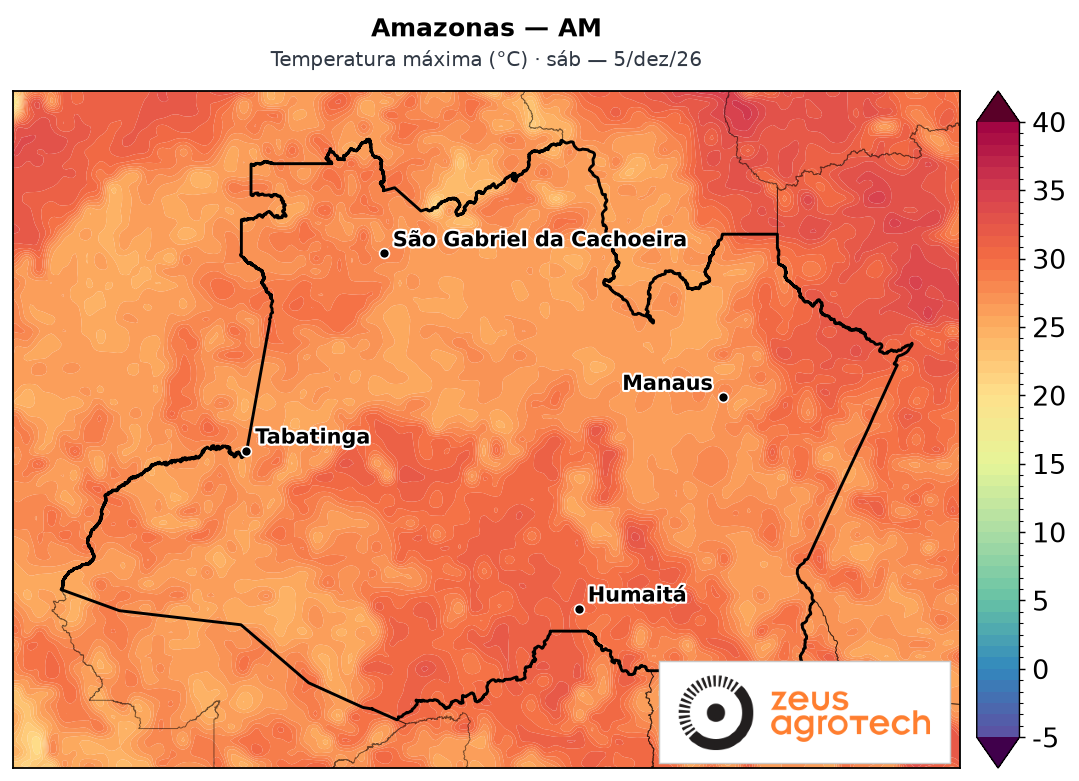 Amazonas — AM
Temperatura máxima (°C) · sáb — 5/dez/26
São Gabriel da Cachoeira
Manaus
Tabatinga
Humaitá
40
35
30
25
20
15
10
5
0
-5
zeus
agrotech